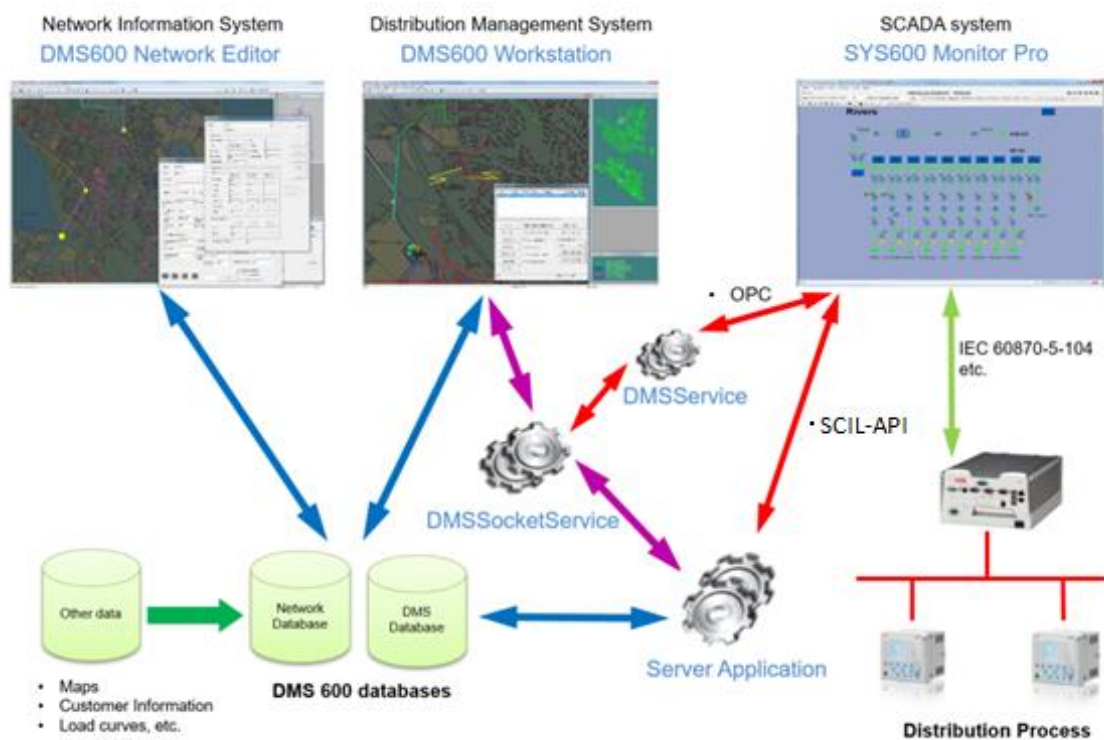 Network Information System
DMS600 Network Editor
Distribution Management System
DMS600 Workstation
SCADA system
SYS600 Monitor Pro
Rivers
· OPC
DMSService
IEC 60870-5-104
etc.
· SCIL-API
DMSSocketService
Other data
Network
Database
DMS
Database
Server Application
• Maps
• Customer Information
• Load curves, etc.
DMS 600 databases
Distribution Process